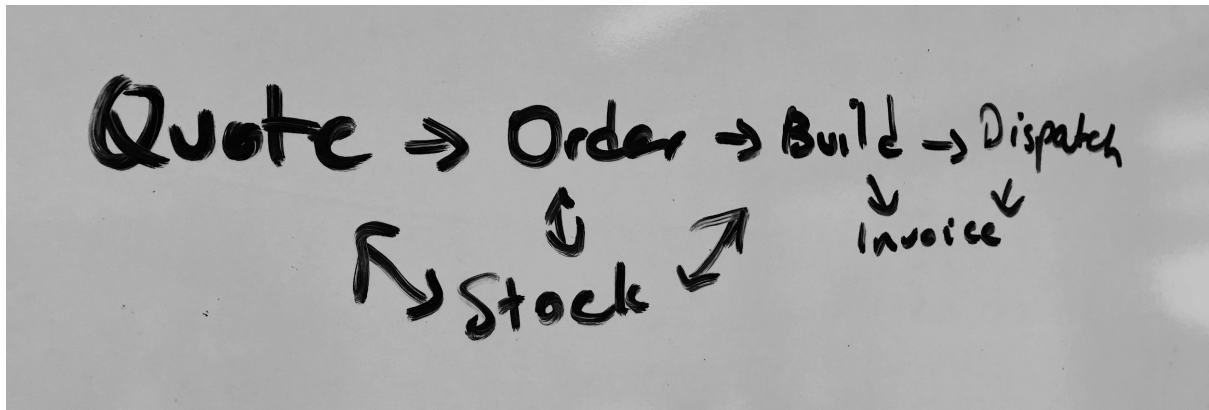 Quote → Order → Build → Dispatch
Invoice
Stock